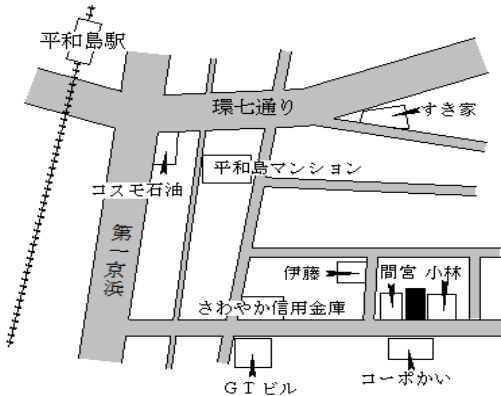 平和島駅
環七通り
すき家
平和島マンション
コスモ石油
第一京浜
伊藤
間宮
小林
さわやか信用金庫
GTビル
コーポかい